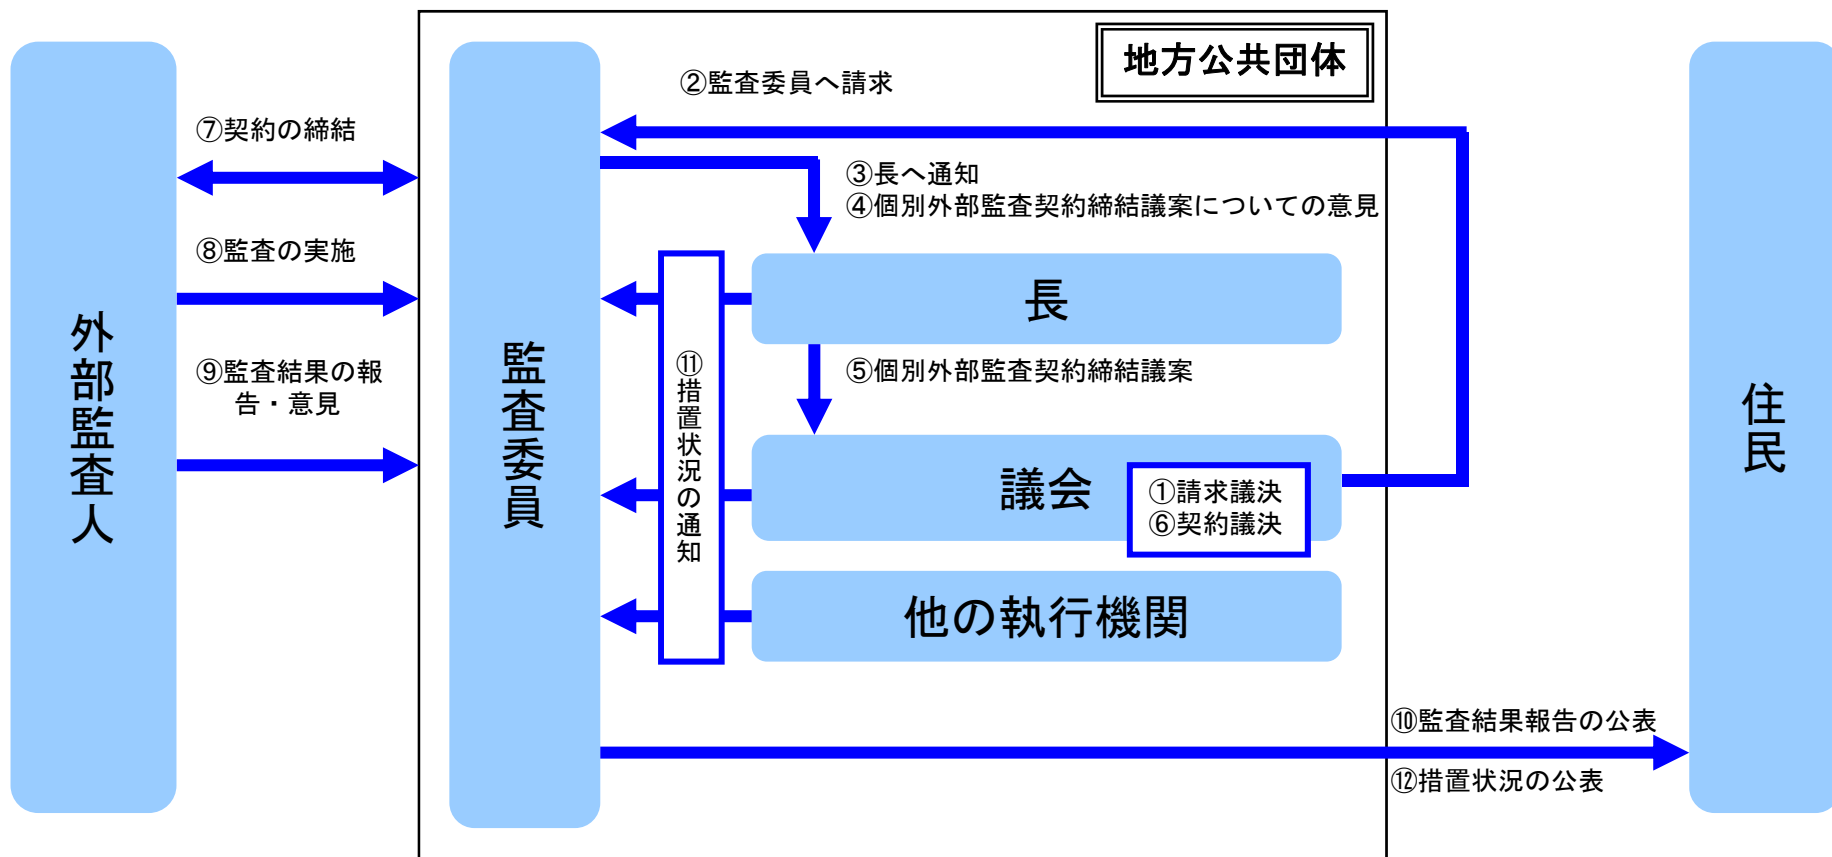 地方公共団体
②監査委員へ請求
⑦契約の締結
③長へ通知
④個別外部監査契約締結議案についての意見
⑧監査の実施
長
⑨監査結果の報
告・意見
⑤個別外部監査契約締結議案
⑪措置状況の通知
外部監査人
監査委員
議会
①請求議決
⑥契約議決
住民
他の執行機関
⑩監査結果報告の公表
⑫措置状況の公表